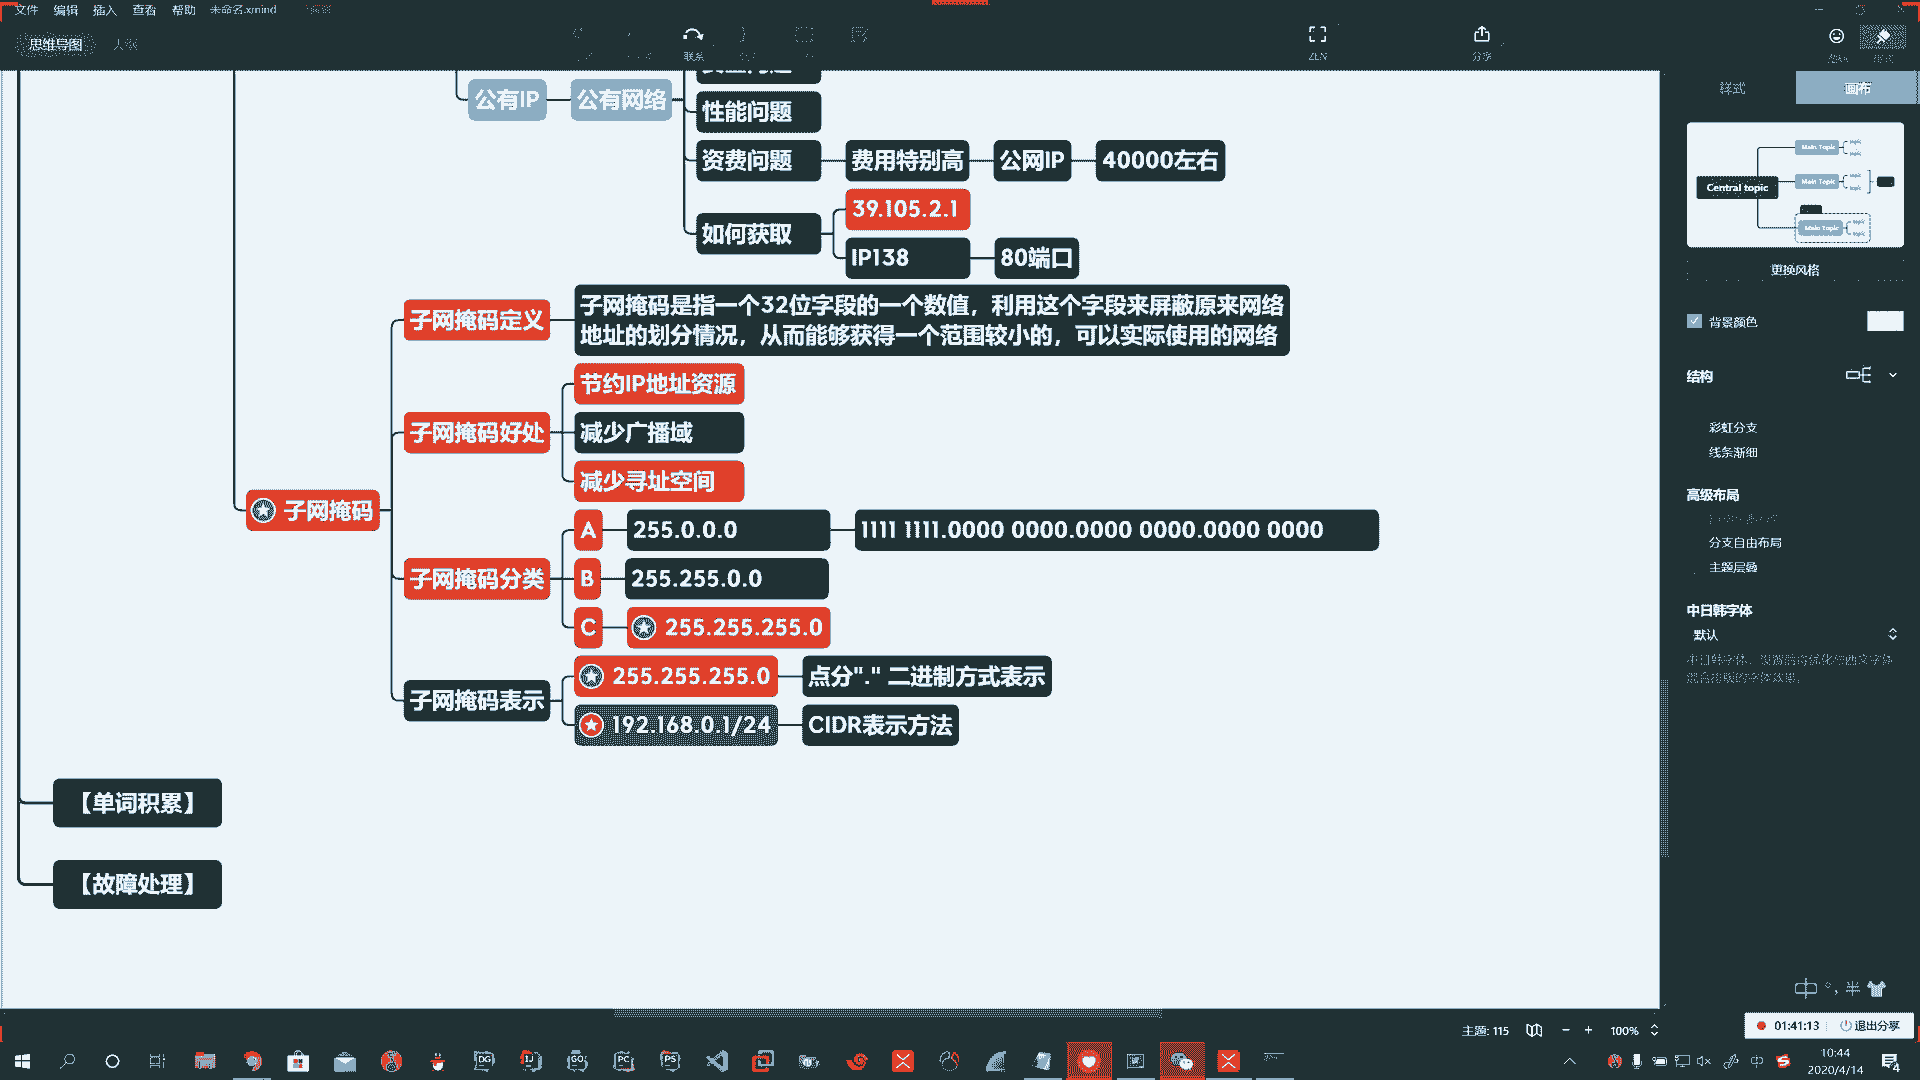 文件 编辑 插入 查看 帮助 未命名.xmind
思维导图
联系
ZEN
分享
样式 画布
公有IP 公有网络
性能问题
资费问题 费用特别高 公网IP 40000左右
如何获取 39.105.2.1
IP138 80端口
子网掩码定义
子网掩码是指一个32位字段的一个数值，利用这个字段来屏蔽原来网络
地址的划分情况，从而能够获得一个范围较小的，可以实际使用的网络
子网掩码好处
节约IP地址资源
减少广播域
减少寻址空间
子网掩码
子网掩码分类
A 255.0.0.0 1111 1111.0000 0000.0000 0000.0000 0000
B 255.255.0.0
C 255.255.255.0
子网掩码表示
255.255.255.0 点分"." 二进制方式表示
192.168.0.1/24 CIDR表示方法
【单词积累】
【故障处理】
Central topic
Main Topic
Main Topic
Main Topic
更换风格
背景颜色
结构
彩虹分支
线条渐细
高级布局
分支自由布局
主题层叠
中日韩字体
默认
半
主题: 115 100%
01:41:13 退出分享
DG IJ GO PC PS
中
10:44
2020/4/14
4